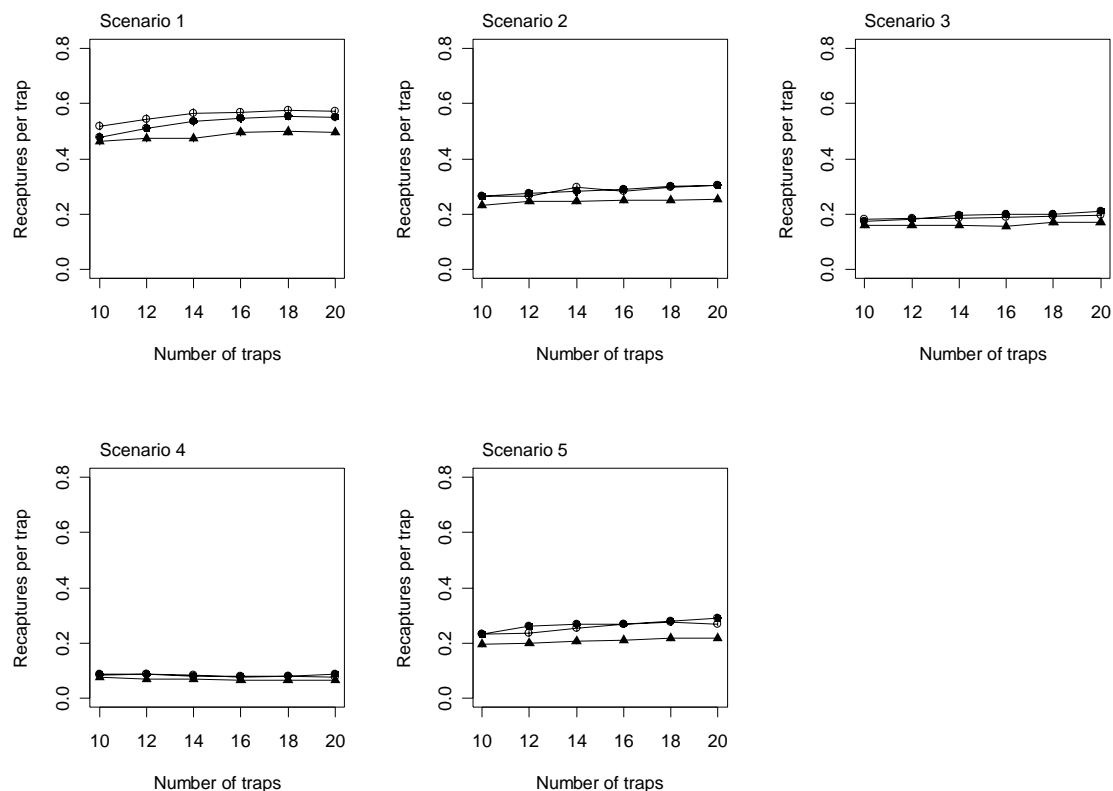 Scenario 1
Recaptures per trap
0.8
0.6
0.4
0.2
0.0
10 12 14 16 18 20
Number of traps
Scenario 2
Recaptures per trap
0.8
0.6
0.4
0.2
0.0
10 12 14 16 18 20
Number of traps
Scenario 3
Recaptures per trap
0.8
0.6
0.4
0.2
0.0
10 12 14 16 18 20
Number of traps
Scenario 4
Recaptures per trap
0.8
0.6
0.4
0.2
0.0
10 12 14 16 18 20
Number of traps
Scenario 5
Recaptures per trap
0.8
0.6
0.4
0.2
0.0
10 12 14 16 18 20
Number of traps